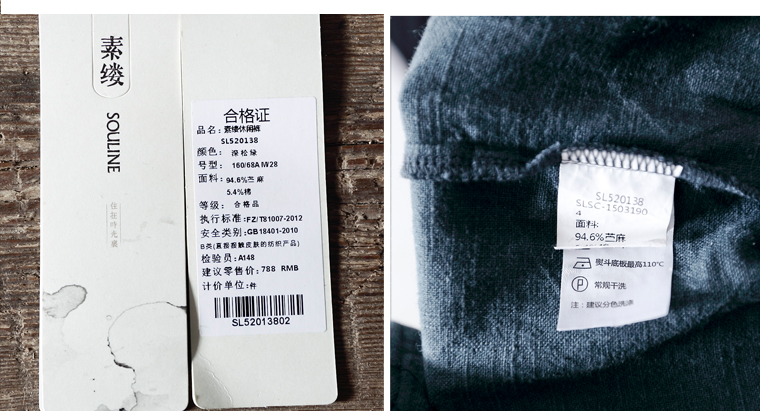 素缕
SOULINE
住在时光里
合格证
品名：素缕休闲裤
SL520138
颜色：深松绿
号型：160/68A M/28
面料：94.6%苎麻
5.4%棉
等级：合格品
执行标准：FZ/T81007-2012
安全类别：GB18401-2010
B类(直接接触皮肤的纺织产品)
检验员：A148
建议零售价：788 RMB
计价单位：件
SL52013802
SL520138
SLSC-1503190
4
面料：
94.6%苎麻
熨斗底板最高110℃
P 常规干洗
注：建议分色洗涤